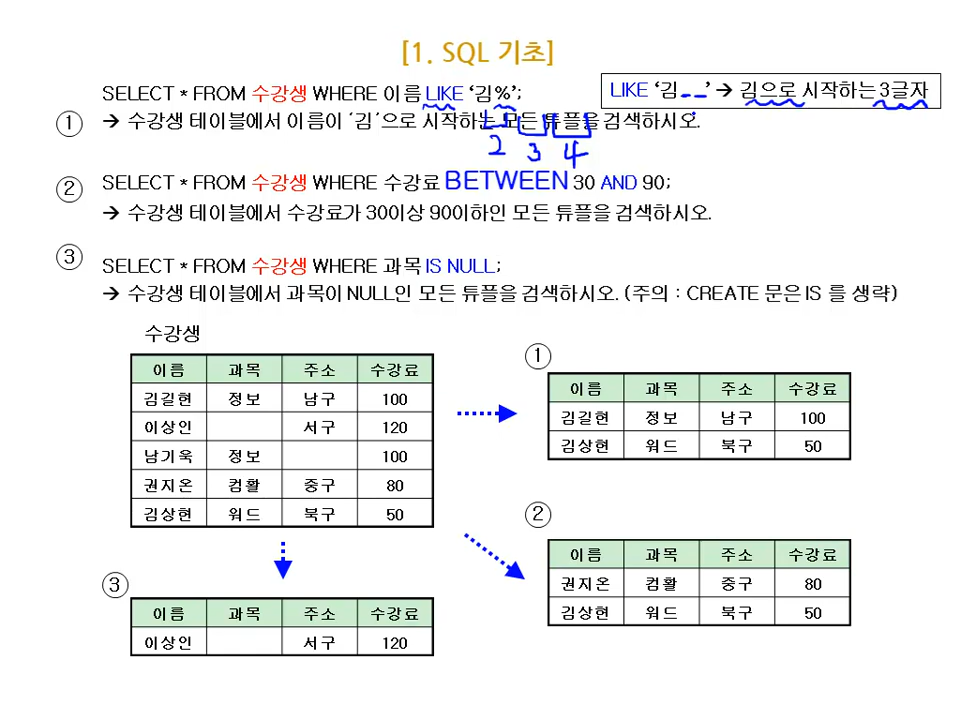 [1. SQL 기초]
SELECT * FROM 수강생 WHERE 이름 LIKE ‘김%’;
LIKE ‘김_ _’ → 김으로 시작하는 3글자
① → 수강생 테이블에서 이름이 ‘김’으로 시작하는 모든 튜플을 검색하시오.
2 3 4
② SELECT * FROM 수강생 WHERE 수강료 BETWEEN 30 AND 90;
→ 수강생 테이블에서 수강료가 30이상 90이하인 모든 튜플을 검색하시오.
③ SELECT * FROM 수강생 WHERE 과목 IS NULL;
→ 수강생 테이블에서 과목이 NULL인 모든 튜플을 검색하시오. (주의 : CREATE 문은 IS 를 생략)
수강생
이름 과목 주소 수강료
김길현 정보 남구 100
이상인 서구 120
남기욱 정보 100
권지온 컴활 중구 80
김상현 워드 북구 50
①
이름 과목 주소 수강료
김길현 정보 남구 100
김상현 워드 북구 50
②
이름 과목 주소 수강료
권지온 컴활 중구 80
김상현 워드 북구 50
③
이름 과목 주소 수강료
이상인 서구 120